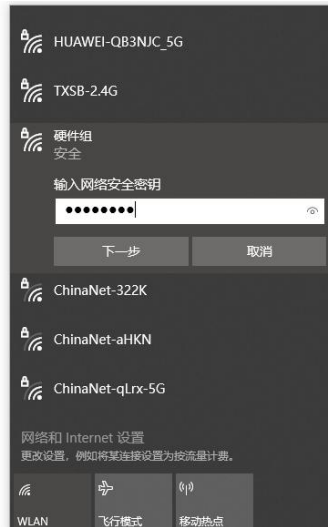 HUAWEI-QB3NJC_5G
TXSB-2.4G
硬件组
安全
输入网络安全密钥
●●●●●●●●
下一步
取消
ChinaNet-322K
ChinaNet-aHKN
ChinaNet-qLrx-5G
网络和 Internet 设置
更改设置，例如将某连接设置为按流量计费。
WLAN
飞行模式
移动热点